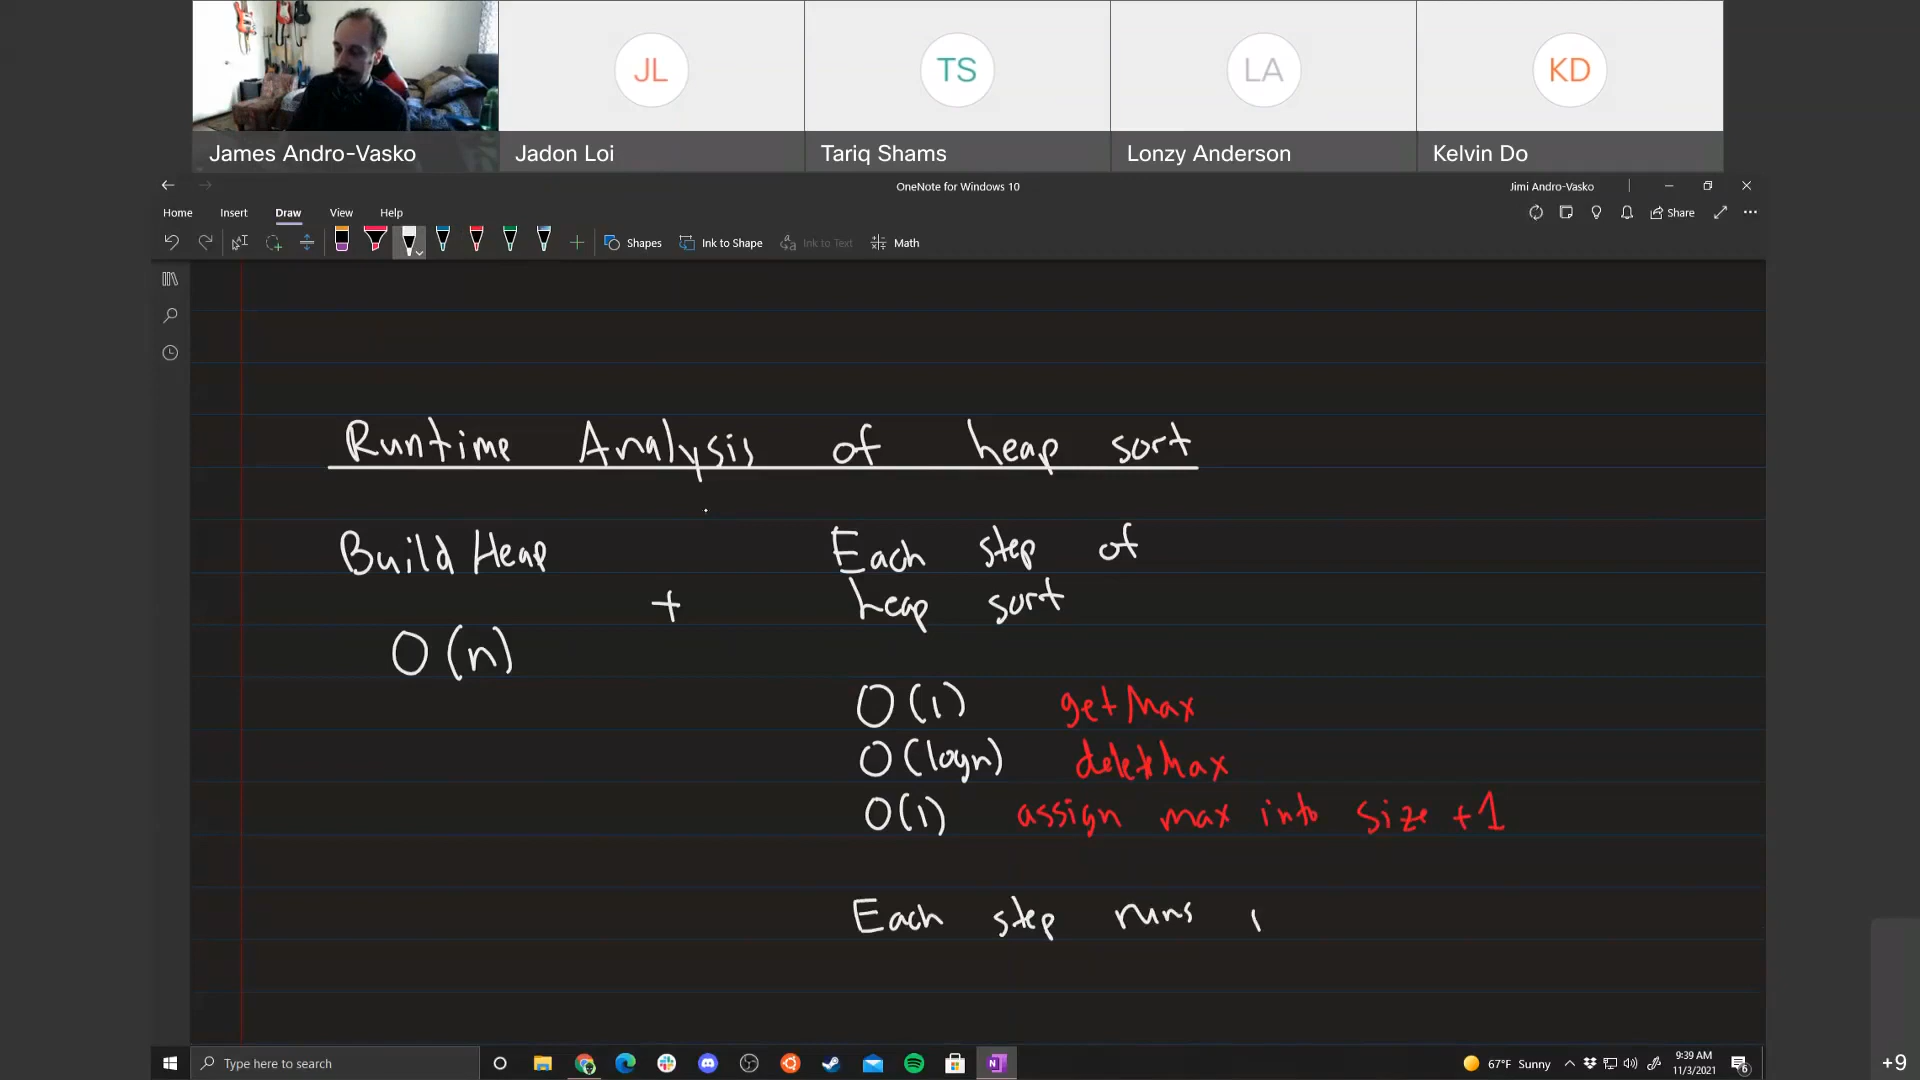 JL
TS
LA
KD
James Andro-Vasko
Jadon Loi
Tariq Shams
Lonzy Anderson
Kelvin Do
OneNote for Windows 10
Jimi Andro-Vasko
Home Insert Draw View Help
Share
Shapes Ink to Shape Ink to Text Math
Runtime Analysis of heap sort
Build Heap
+
O(n)
Each step of
heap sort
O(1) getMax
O(logn) deleteMax
O(1) assign max into size +1
Each step runs
Type here to search
67°F Sunny
9:39 AM
11/3/2021
6
+9